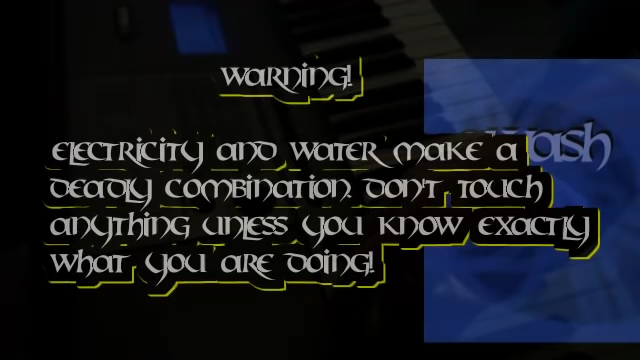 Warning!
Electricity and water make a
deadly combination. Don't touch
anything unless you know exactly
what you are doing!